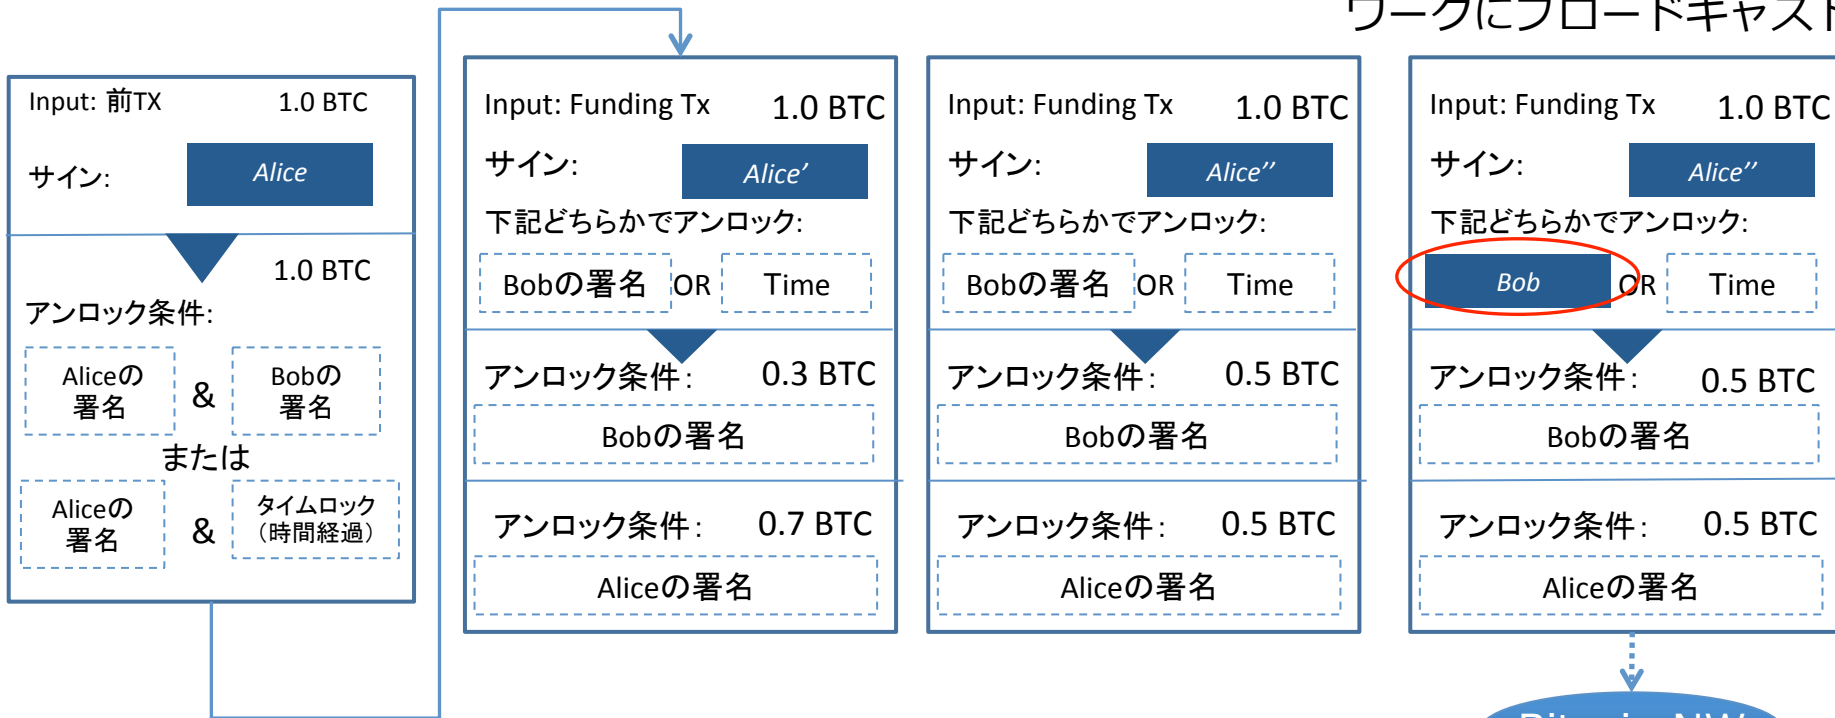 ワークにブロードキャスト
Input: 前TX 1.0 BTC
サイン: Alice
1.0 BTC
アンロック条件:
Aliceの
署名
&
Bobの
署名
または
Aliceの
署名
&
タイムロック
（時間経過）
Input: Funding Tx 1.0 BTC
サイン: Alice’
下記どちらかでアンロック:
Bobの署名 OR Time
アンロック条件: 0.3 BTC
Bobの署名
アンロック条件: 0.7 BTC
Aliceの署名
Input: Funding Tx 1.0 BTC
サイン: Alice’’
下記どちらかでアンロック:
Bobの署名 OR Time
アンロック条件: 0.5 BTC
Bobの署名
アンロック条件: 0.5 BTC
Aliceの署名
Input: Funding Tx 1.0 BTC
サイン: Alice’’
下記どちらかでアンロック:
Bob OR Time
アンロック条件: 0.5 BTC
Bobの署名
アンロック条件: 0.5 BTC
Aliceの署名
Bitcoin NW